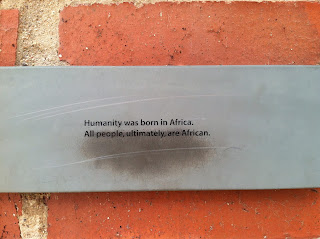 Humanity was born in Africa.
All people, ultimately, are African.